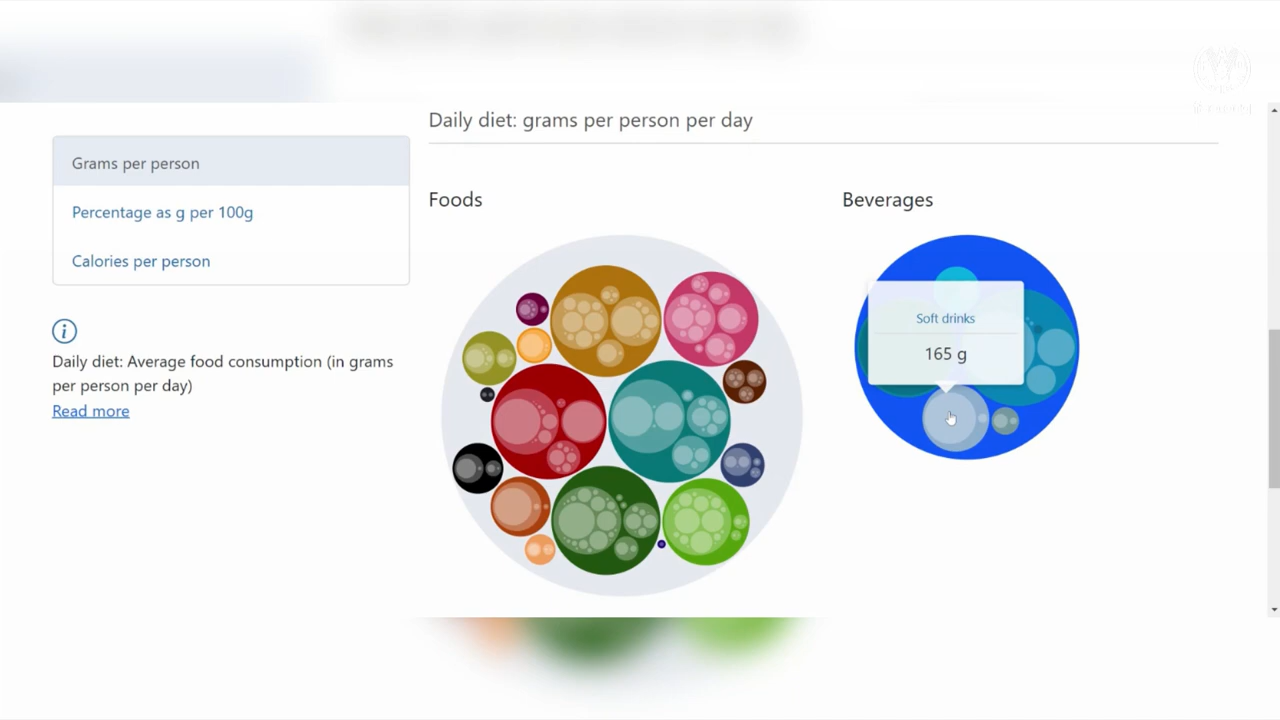 Daily diet: grams per person per day
Grams per person
Percentage as g per 100g
Calories per person
Foods
Beverages
Soft drinks
165 g
Daily diet: Average food consumption (in grams
per person per day)
Read more